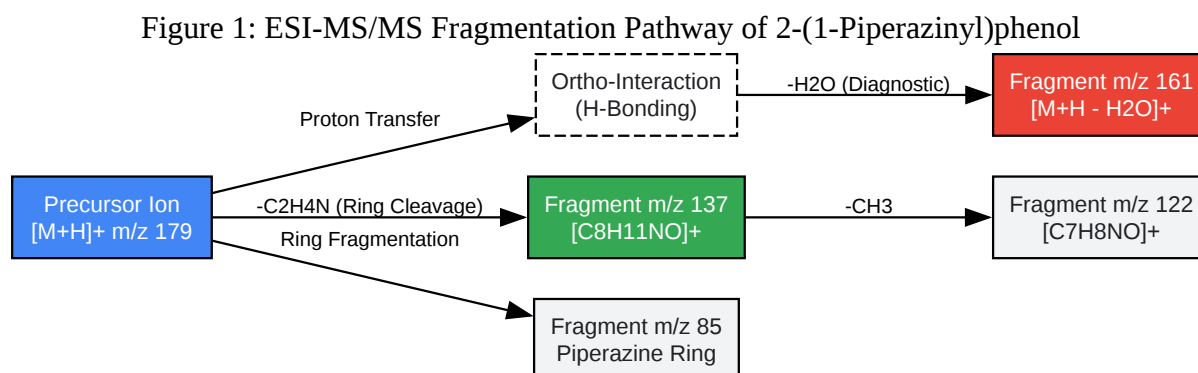 Figure 1: ESI-MS/MS Fragmentation Pathway of 2-(1-Piperazinyl)phenol
Ortho-Interaction
(H-Bonding)
-H2O (Diagnostic)
Fragment m/z 161
[M+H - H2O]+
Proton Transfer
Precursor Ion
[M+H]+ m/z 179
-C2H4N (Ring Cleavage)
Fragment m/z 137
[C8H11NO]+
-CH3
Fragment m/z 122
[C7H8NO]+
Ring Fragmentation
Fragment m/z 85
Piperazine Ring